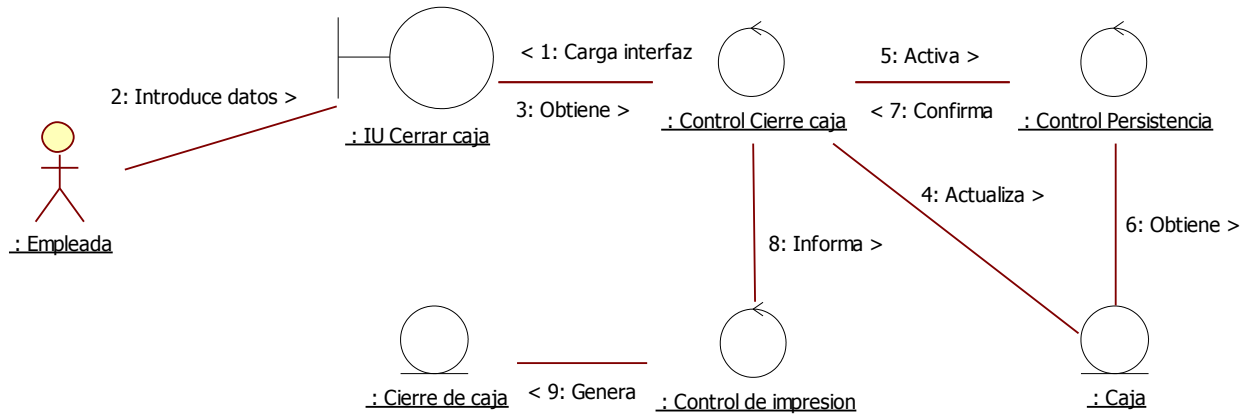 < 1: Carga interfaz
5: Activa >
2: Introduce datos >
3: Obtiene >
< 7: Confirma
: IU Cerrar caja
: Control Cierre caja
: Control Persistencia
4: Actualiza >
6: Obtiene >
: Empleada
8: Informa >
: Cierre de caja
< 9: Genera
: Control de impresion
: Caja